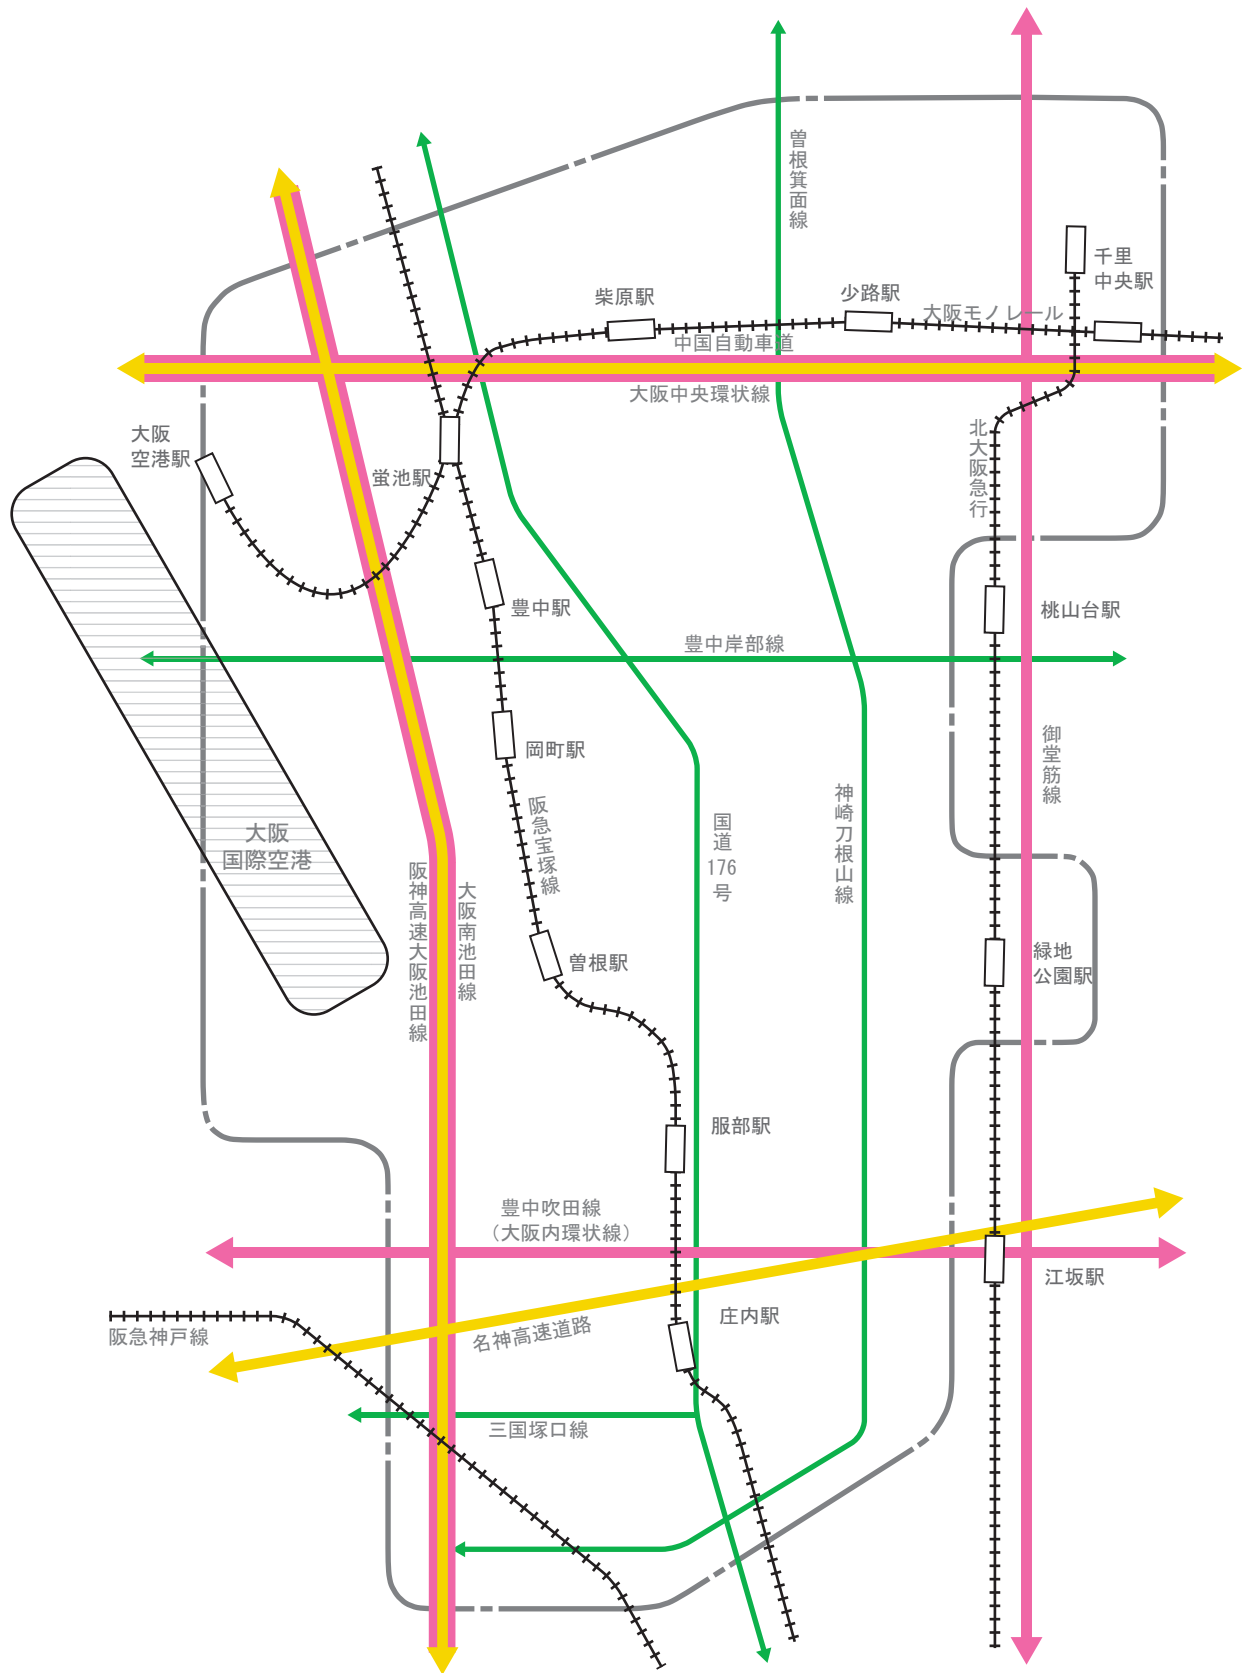 曽根箕面線
千里
中央駅
柴原駅
少路駅
大阪モノレール
中国自動車道
大阪中央環状線
大阪
空港駅
蛍池駅
北大阪急行
豊中駅
桃山台駅
豊中岸部線
岡町駅
御堂筋線
阪急宝塚線
神崎刀根山線
国道
176
号
大阪
国際空港
阪神高速大阪池田線
大阪南池田線
曽根駅
緑地
公園駅
服部駅
豊中吹田線
（大阪内環状線）
江坂駅
庄内駅
阪急神戸線
名神高速道路
三国塚口線